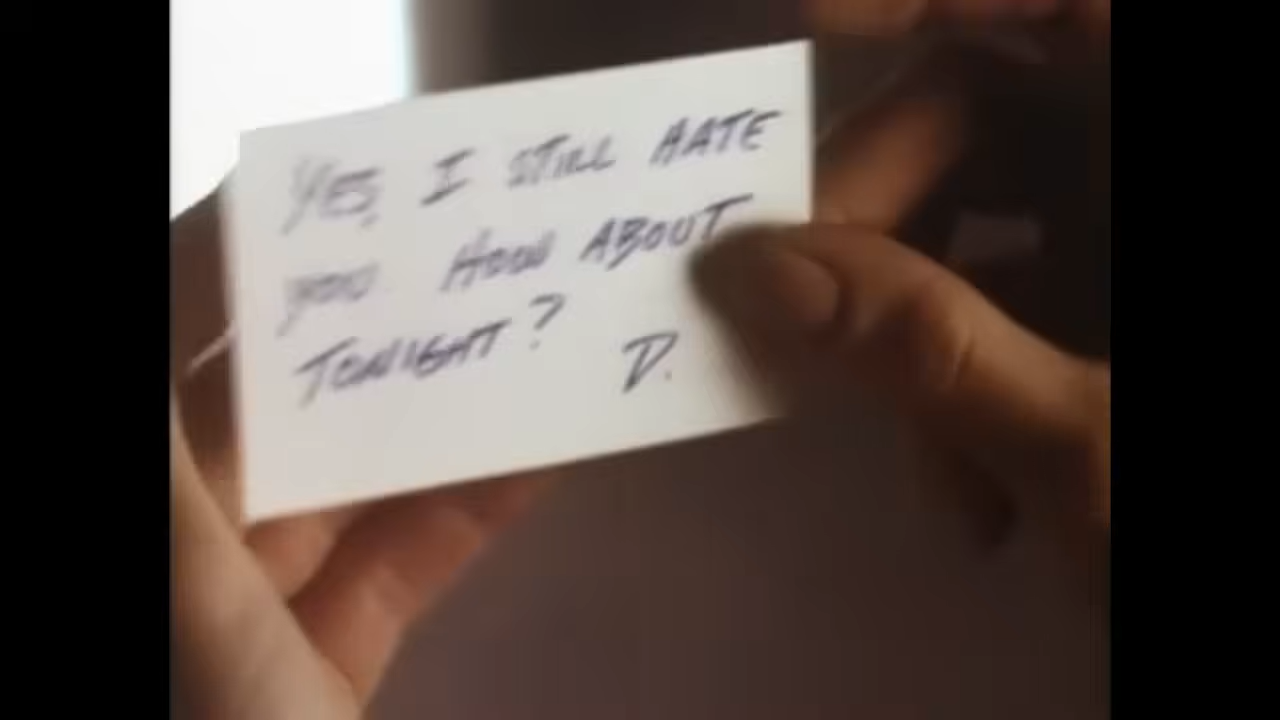 YES, I STILL HATE
YOU. HOW ABOUT
TONIGHT?
D.